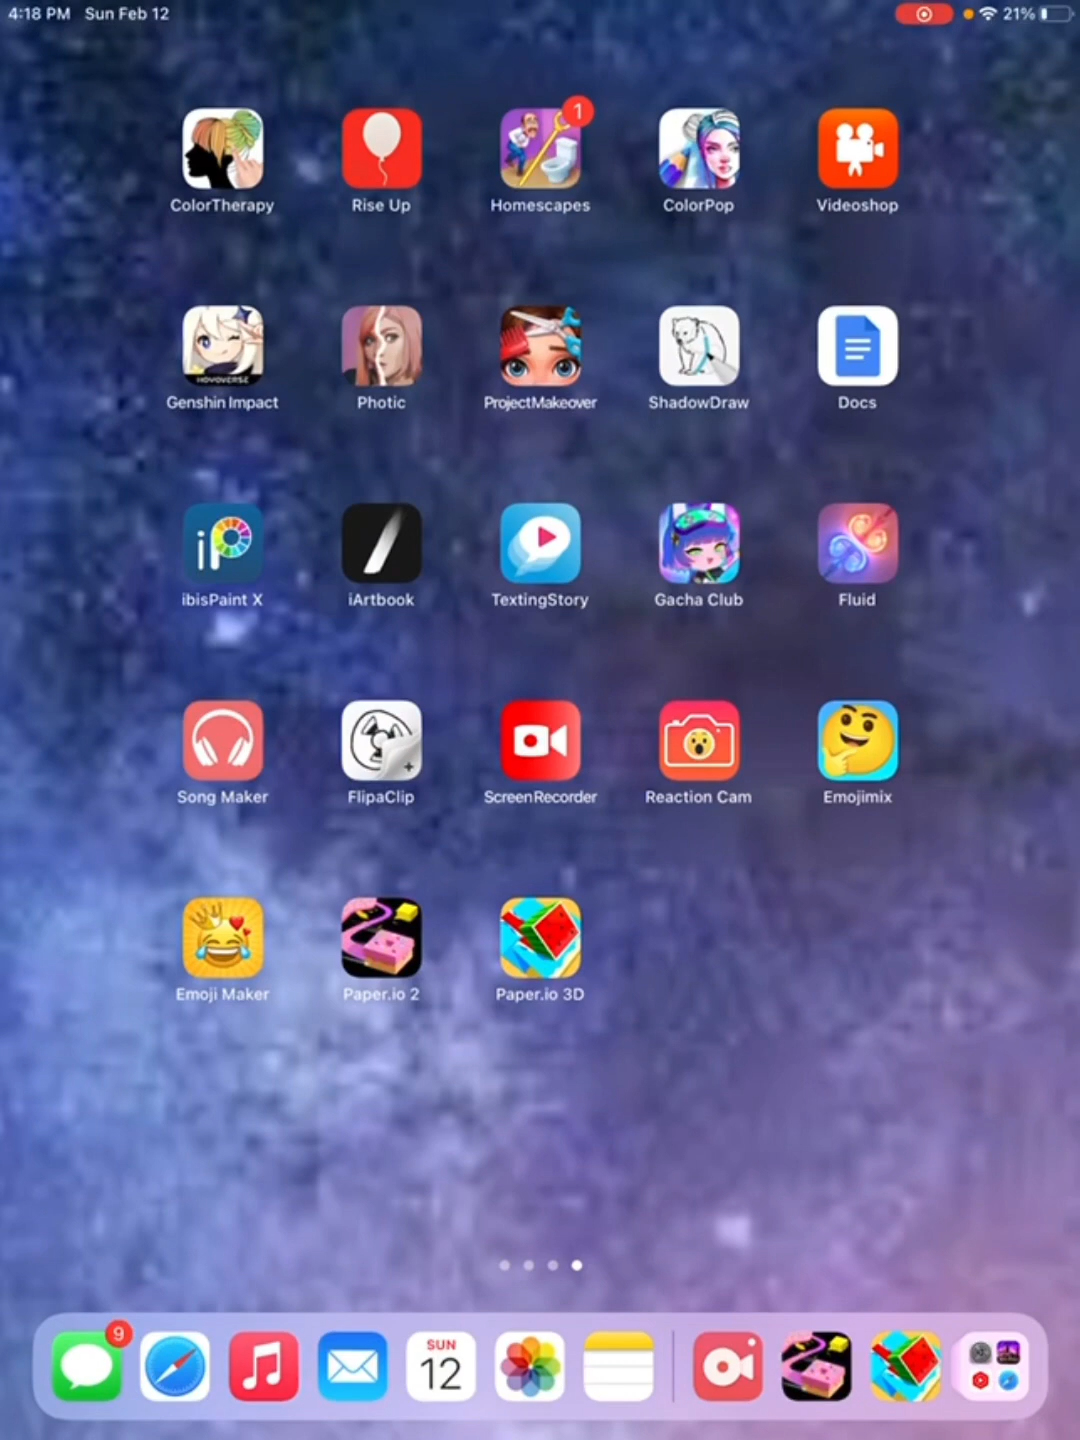 4:18 PM Sun Feb 12 21%
1
ColorTherapy Rise Up Homescapes ColorPop Videoshop
HOYOVERSE
Genshin Impact Photic ProjectMakeover ShadowDraw Docs
iP
ibisPaint X iArtbook TextingStory Gacha Club Fluid
Song Maker FlipaClip ScreenRecorder Reaction Cam Emojimix
Emoji Maker Paper.io 2 Paper.io 3D
9
SUN
12